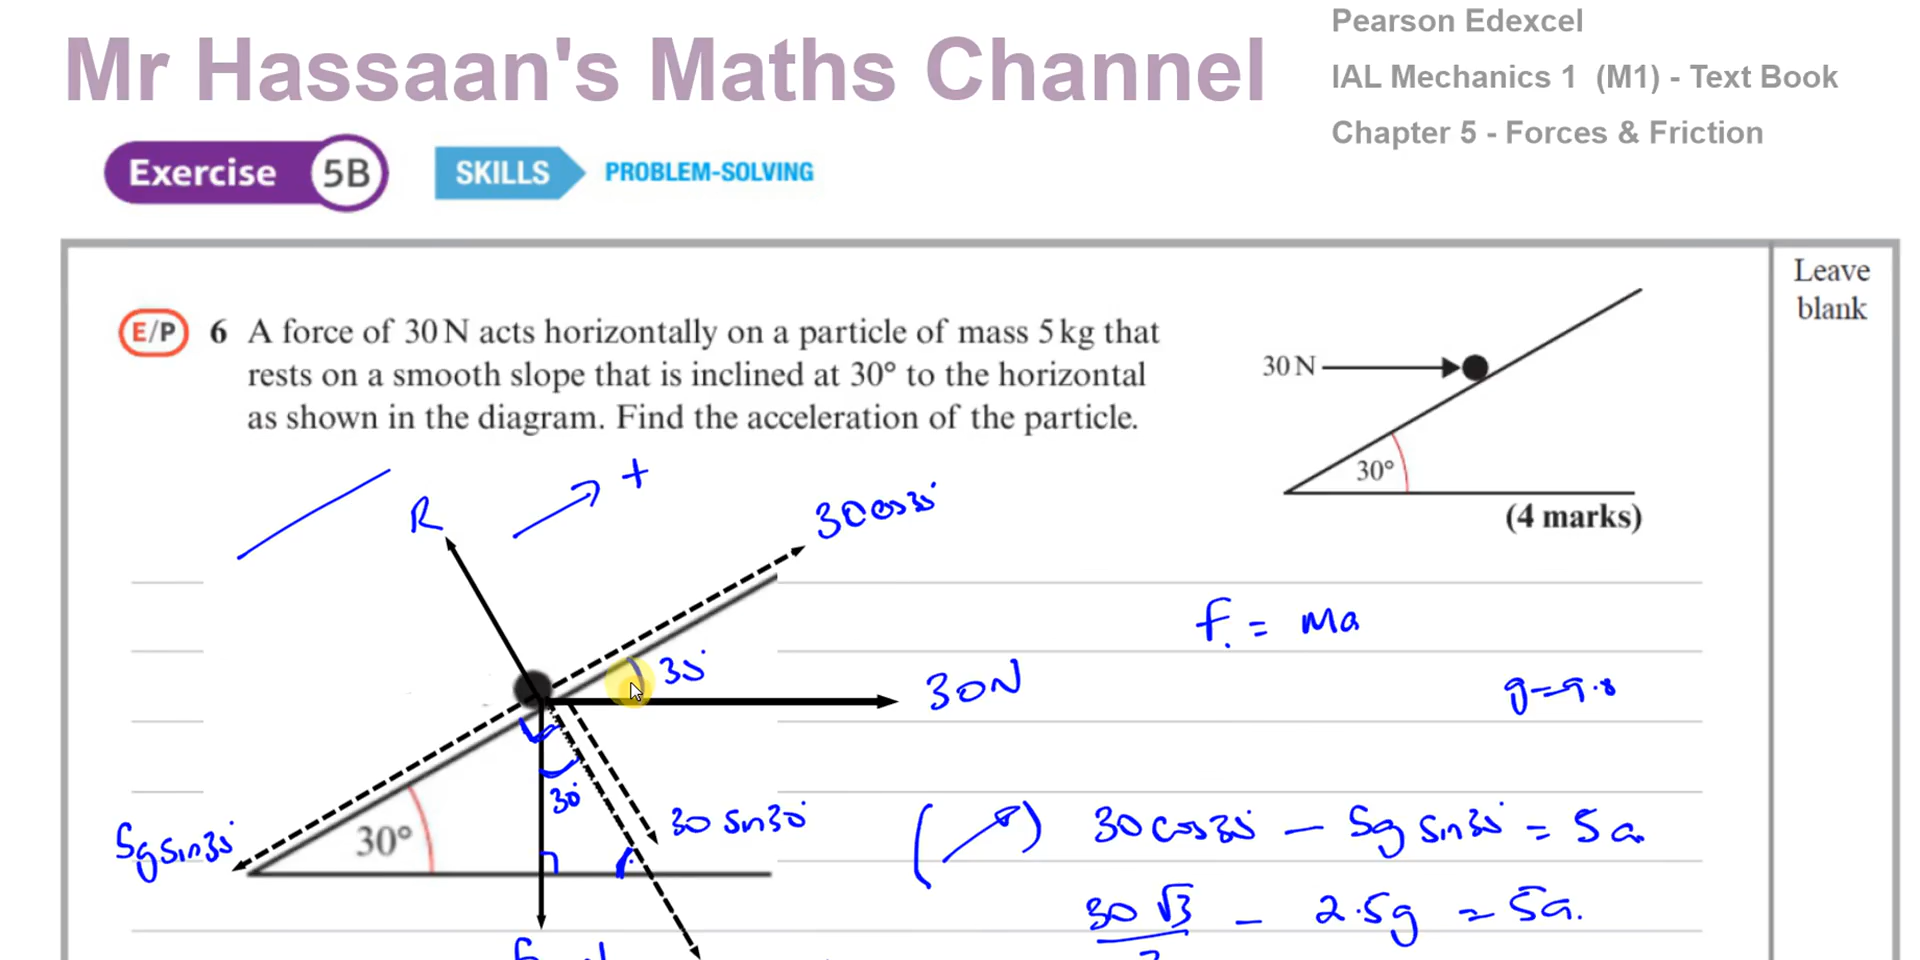 Mr Hassaan's Maths Channel
Pearson Edexcel
IAL Mechanics 1 (M1) - Text Book
Chapter 5 - Forces & Friction
Exercise 5B SKILLS PROBLEM-SOLVING
Leave
blank
E/P 6 A force of 30 N acts horizontally on a particle of mass 5 kg that
rests on a smooth slope that is inclined at 30° to the horizontal
as shown in the diagram. Find the acceleration of the particle.
30 N
30°
(4 marks)
R
+
30cos30°
F = ma
30°
30N
g=9.8
30°
30 sin30°
5g sin30°
30°
30cos30° - 5g sin30° = 5a
30√3 - 2.5g = 5a.